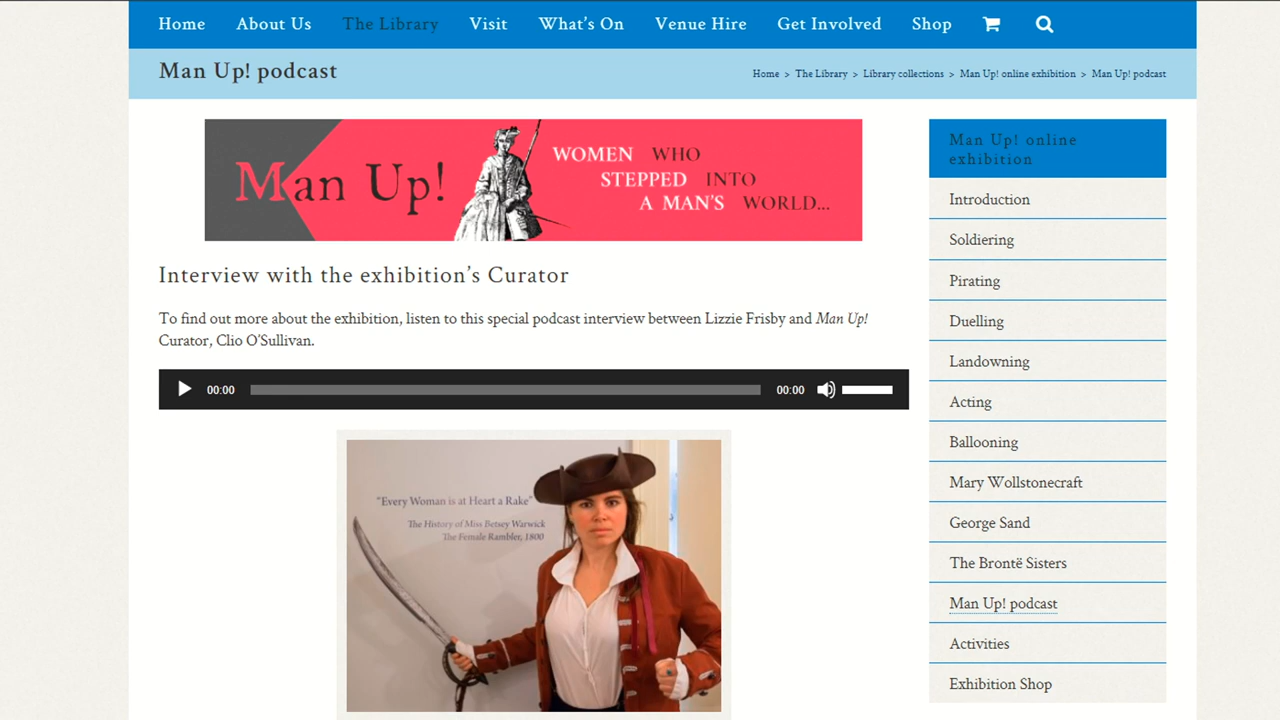 Home About Us The Library Visit What's On Venue Hire Get Involved Shop
Man Up! podcast
Home > The Library > Library collections > Man Up! online exhibition > Man Up! podcast
Man Up!
WOMEN WHO
STEPPED INTO
A MAN'S WORLD...
Interview with the exhibition's Curator
To find out more about the exhibition, listen to this special podcast interview between Lizzie Frisby and Man Up!
Curator, Clio O'Sullivan.
00:00 00:00
"Every Woman is at Heart a Rake"
The History of Miss Betsey Warwick
The Female Rambler, 1800
Man Up! online
exhibition
Introduction
Soldiering
Pirating
Duelling
Landowning
Acting
Ballooning
Mary Wollstonecraft
George Sand
The Brontë Sisters
Man Up! podcast
Activities
Exhibition Shop